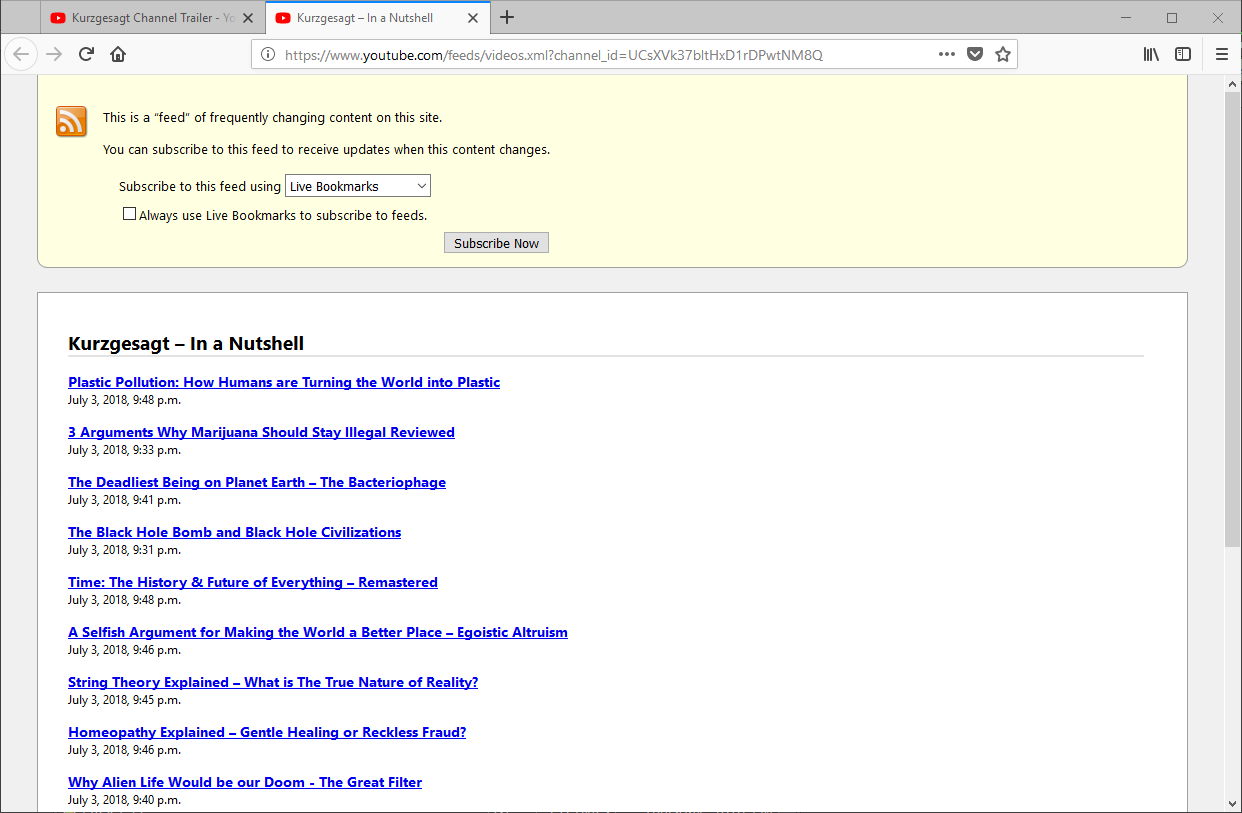 Kurzgesagt Channel Trailer - Yo
Kurzgesagt – In a Nutshell
https://www.youtube.com/feeds/videos.xml?channel_id=UCsXVk37bltHxD1rDPwtNM8Q
This is a “feed” of frequently changing content on this site.
You can subscribe to this feed to receive updates when this content changes.
Subscribe to this feed using Live Bookmarks
Always use Live Bookmarks to subscribe to feeds.
Subscribe Now
Kurzgesagt – In a Nutshell
Plastic Pollution: How Humans are Turning the World into Plastic
July 3, 2018, 9:48 p.m.
3 Arguments Why Marijuana Should Stay Illegal Reviewed
July 3, 2018, 9:33 p.m.
The Deadliest Being on Planet Earth – The Bacteriophage
July 3, 2018, 9:41 p.m.
The Black Hole Bomb and Black Hole Civilizations
July 3, 2018, 9:31 p.m.
Time: The History & Future of Everything – Remastered
July 3, 2018, 9:48 p.m.
A Selfish Argument for Making the World a Better Place – Egoistic Altruism
July 3, 2018, 9:46 p.m.
String Theory Explained – What is The True Nature of Reality?
July 3, 2018, 9:45 p.m.
Homeopathy Explained – Gentle Healing or Reckless Fraud?
July 3, 2018, 9:46 p.m.
Why Alien Life Would be our Doom - The Great Filter
July 3, 2018, 9:40 p.m.